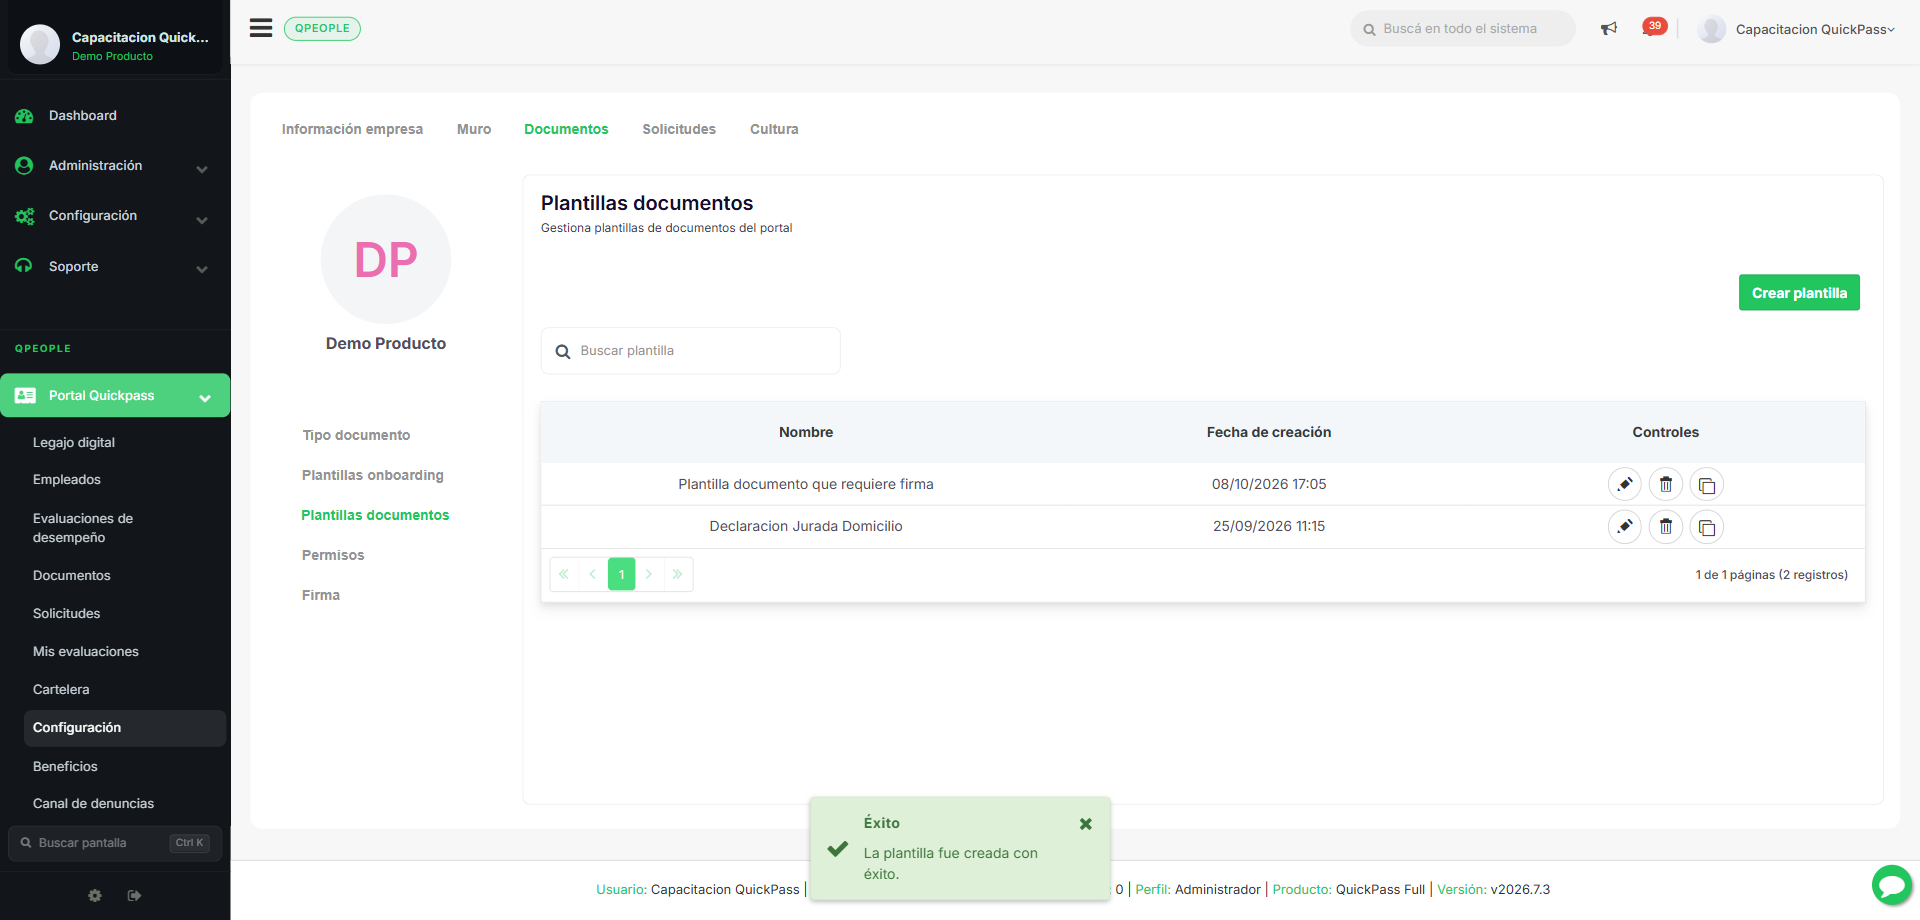 Capacitacion Quick...
Demo Producto
Dashboard
Administración
Configuración
Soporte
QPEOPLE
Portal Quickpass
Legajo digital
Empleados
Evaluaciones de
desempeño
Documentos
Solicitudes
Mis evaluaciones
Cartelera
Configuración
Beneficios
Canal de denuncias
Buscar pantalla Ctrl K
QPEOPLE
Buscá en todo el sistema
39
Capacitacion QuickPass
Información empresa Muro Documentos Solicitudes Cultura
DP
Demo Producto
Tipo documento
Plantillas onboarding
Plantillas documentos
Permisos
Firma
Plantillas documentos
Gestiona plantillas de documentos del portal
Crear plantilla
Buscar plantilla
Nombre Fecha de creación Controles
Plantilla documento que requiere firma 08/10/2026 17:05
Declaracion Jurada Domicilio 25/09/2026 11:15
« ‹ 1 › »
1 de 1 páginas (2 registros)
Éxito
La plantilla fue creada con
éxito.
Usuario: Capacitacion QuickPass | : 0 | Perfil: Administrador | Producto: QuickPass Full | Versión: v2026.7.3